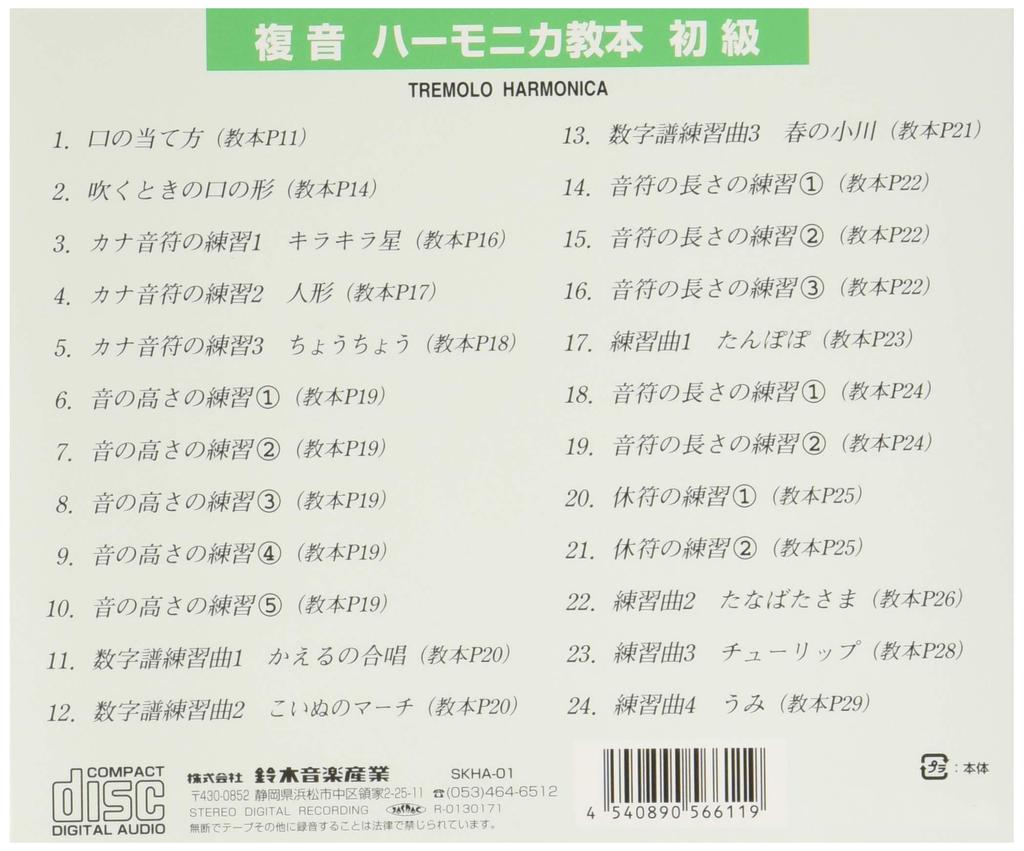 複音 ハーモニカ教本 初級
TREMOLO HARMONICA
1. 口の当て方 (教本P11)
2. 吹くときの口の形 (教本P14)
3. カナ音符の練習1 キラキラ星 (教本P16)
4. カナ音符の練習2 人形 (教本P17)
5. カナ音符の練習3 ちょうちょう (教本P18)
6. 音の高さの練習① (教本P19)
7. 音の高さの練習② (教本P19)
8. 音の高さの練習③ (教本P19)
9. 音の高さの練習④ (教本P19)
10. 音の高さの練習⑤ (教本P19)
11. 数字譜練習曲1 かえるの合唱 (教本P20)
12. 数字譜練習曲2 こいぬのマーチ (教本P20)
13. 数字譜練習曲3 春の小川 (教本P21)
14. 音符の長さの練習① (教本P22)
15. 音符の長さの練習② (教本P22)
16. 音符の長さの練習③ (教本P22)
17. 練習曲1 たんぽぽ (教本P23)
18. 音符の長さの練習① (教本P24)
19. 音符の長さの練習② (教本P24)
20. 休符の練習① (教本P25)
21. 休符の練習② (教本P25)
22. 練習曲2 たなばたさま (教本P26)
23. 練習曲3 チューリップ (教本P28)
24. 練習曲4 うみ (教本P29)
COMPACT
disc
DIGITAL AUDIO
株式会社 鈴木音楽産業 SKHA-01
〒430-0852 静岡県浜松市中区領家2-25-11 ☎(053)464-6512
STEREO DIGITAL RECORDING JASRAC R-0130171
無断でテープその他に録音することは法律で禁じられています。
4 540890 566119
プラ : 本体